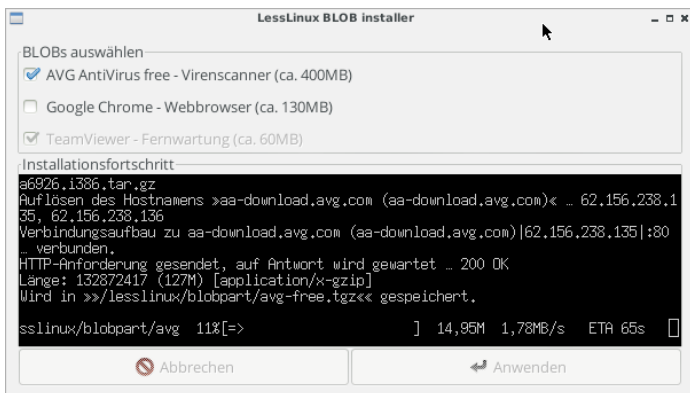 LessLinux BLOB installer
BLOBs auswählen
AVG AntiVirus free - Virenscanner (ca. 400MB)
Google Chrome - Webbrowser (ca. 130MB)
TeamViewer - Fernwartung (ca. 60MB)
Installationsfortschritt
a6926.i386.tar.gz
Auflösen des Hostnamens »aa-download.avg.com (aa-download.avg.com)« … 62.156.238.1
35, 62.156.238.136
Verbindungsaufbau zu aa-download.avg.com (aa-download.avg.com)|62.156.238.135|:80
… verbunden.
HTTP-Anforderung gesendet, auf Antwort wird gewartet … 200 OK
Länge: 132872417 (127M) [application/x-gzip]
Wird in »»/lesslinux/blobpart/avg-free.tgz«« gespeichert.
sslinux/blobpart/avg 11%[=> ] 14,95M 1,78MB/s ETA 65s
Abbrechen
Anwenden